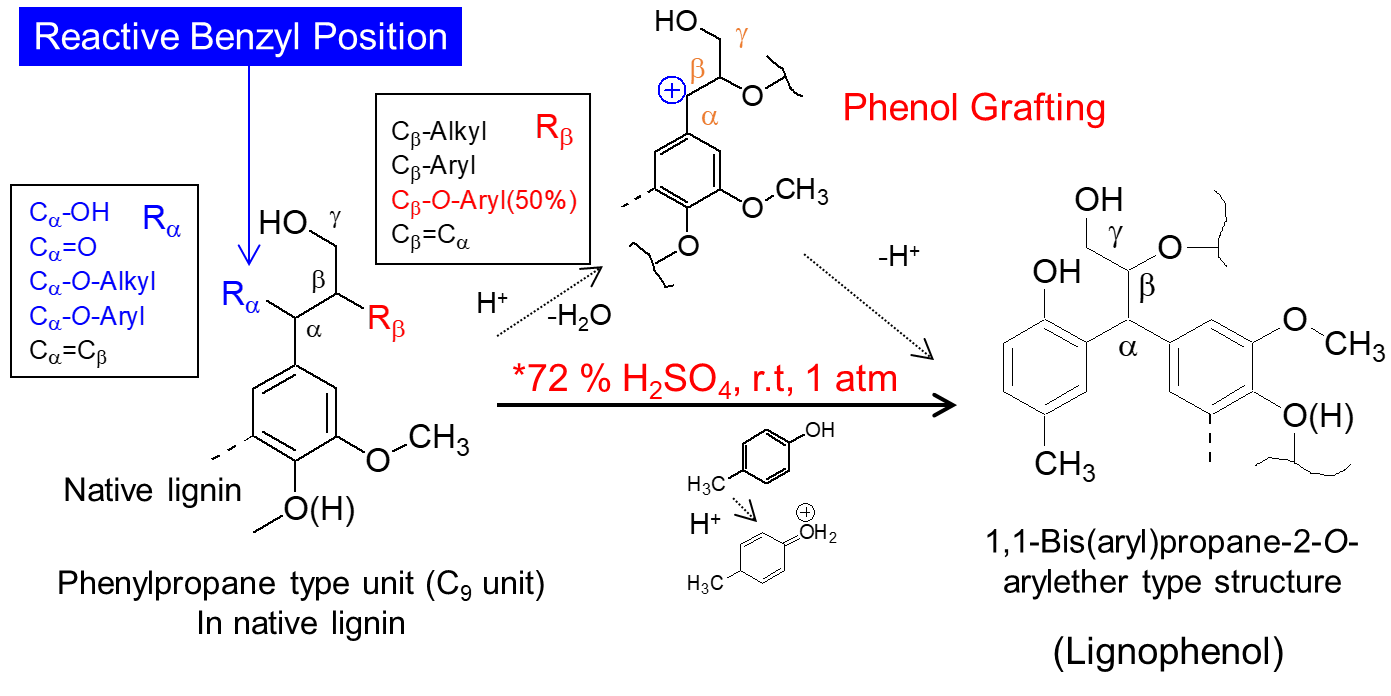 Reactive Benzyl Position
HO
γ
β
α
⊕
O
O
CH₃
O
Phenol Grafting
Cβ-Alkyl
Rβ
Cβ-Aryl
Cβ-O-Aryl(50%)
Cβ=Cα
Cα-OH
Rα
Cα=O
Cα-O-Alkyl
Cα-O-Aryl
Cα=Cβ
HO
γ
β
Rα
Rβ
α
O
CH₃
O(H)
Native lignin
Phenylpropane type unit (C₉ unit)
In native lignin
H⁺
-H₂O
-H⁺
*72 % H₂SO₄, r.t, 1 atm
OH
H₃C
H⁺
⊕
OH₂
H₃C
OH
γ
O
OH
β
α
O
CH₃
O(H)
CH₃
1,1-Bis(aryl)propane-2-O-
arylether type structure
(Lignophenol)